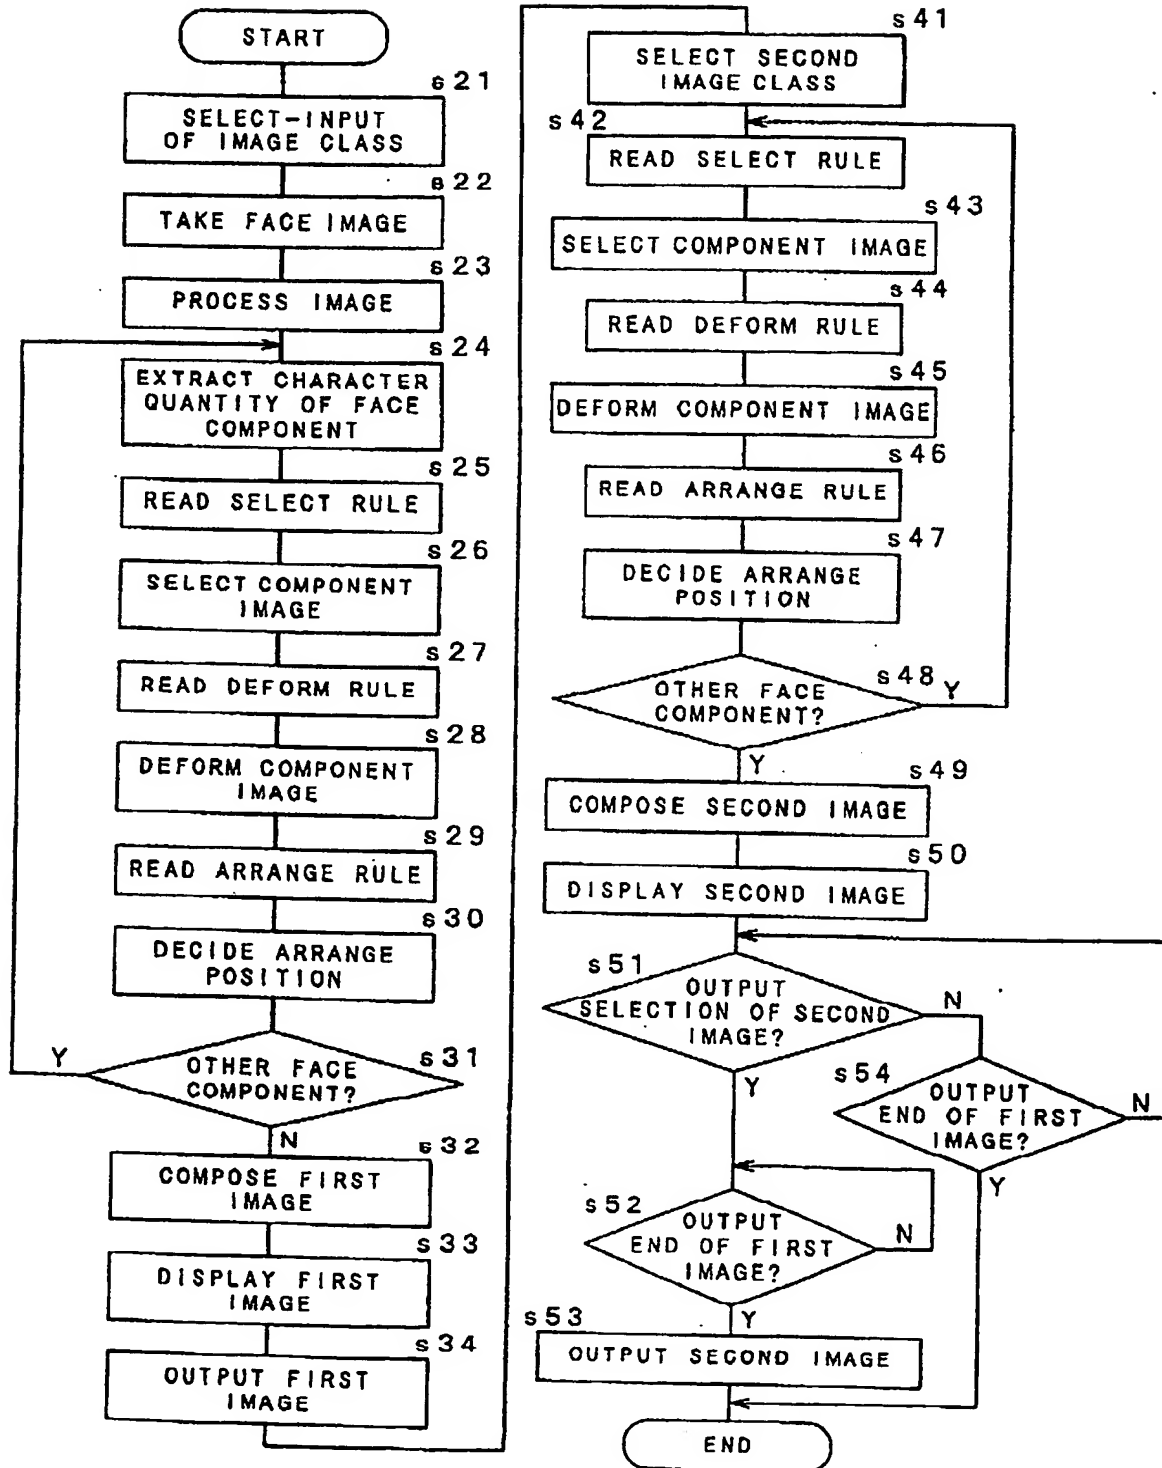 START
s21
SELECT-INPUT
OF IMAGE CLASS
s22
TAKE FACE IMAGE
s23
PROCESS IMAGE
s24
EXTRACT CHARACTER
QUANTITY OF FACE
COMPONENT
s25
READ SELECT RULE
s26
SELECT COMPONENT
IMAGE
s27
READ DEFORM RULE
s28
DEFORM COMPONENT
IMAGE
s29
READ ARRANGE RULE
s30
DECIDE ARRANGE
POSITION
s31
Y
OTHER FACE
COMPONENT?
N
s32
COMPOSE FIRST
IMAGE
s33
DISPLAY FIRST
IMAGE
s34
OUTPUT FIRST
IMAGE
s41
SELECT SECOND
IMAGE CLASS
s42
READ SELECT RULE
s43
SELECT COMPONENT IMAGE
s44
READ DEFORM RULE
s45
DEFORM COMPONENT IMAGE
s46
READ ARRANGE RULE
s47
DECIDE ARRANGE
POSITION
s48
Y
OTHER FACE
COMPONENT?
Y
s49
COMPOSE SECOND IMAGE
s50
DISPLAY SECOND IMAGE
s51
OUTPUT
SELECTION OF SECOND
IMAGE?
N
Y
s54
OUTPUT
END OF FIRST
IMAGE?
N
Y
s52
OUTPUT
END OF FIRST
IMAGE?
N
Y
s53
OUTPUT SECOND IMAGE
END